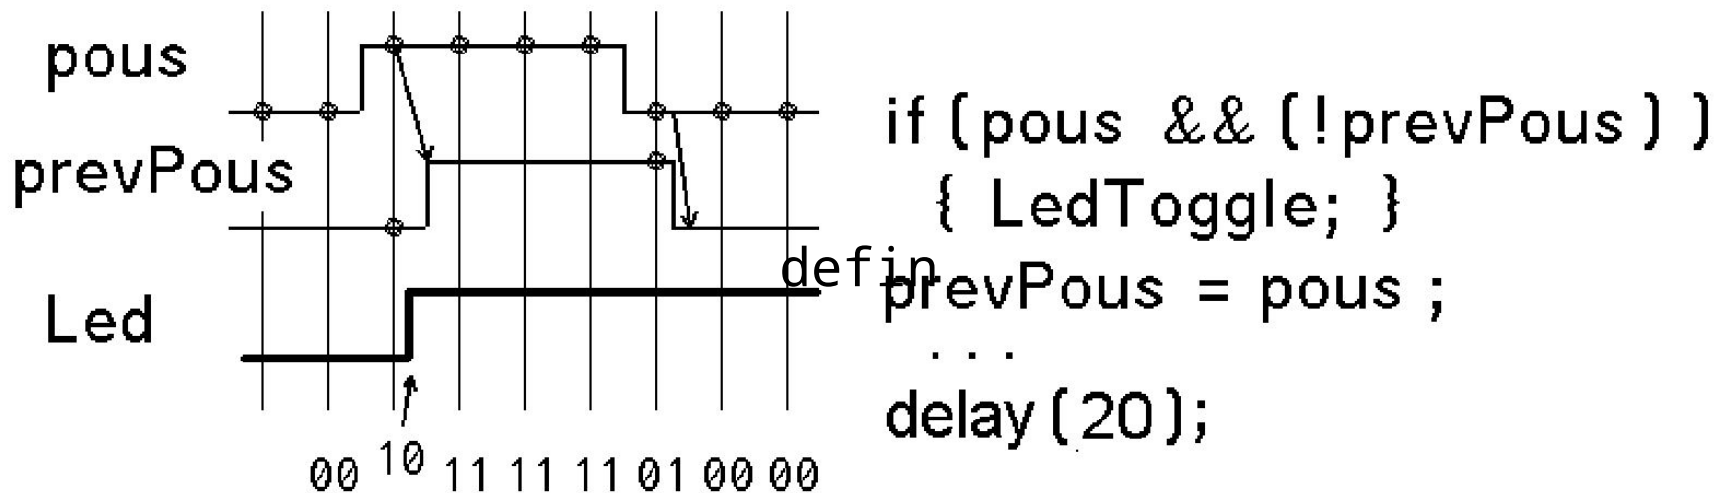 pous
prevPous
Led
00 10 11 11 11 01 00 00
if(pous &&(!prevPous))
{ LedToggle; }
defin
prevPous = pous ;
...
delay(20);